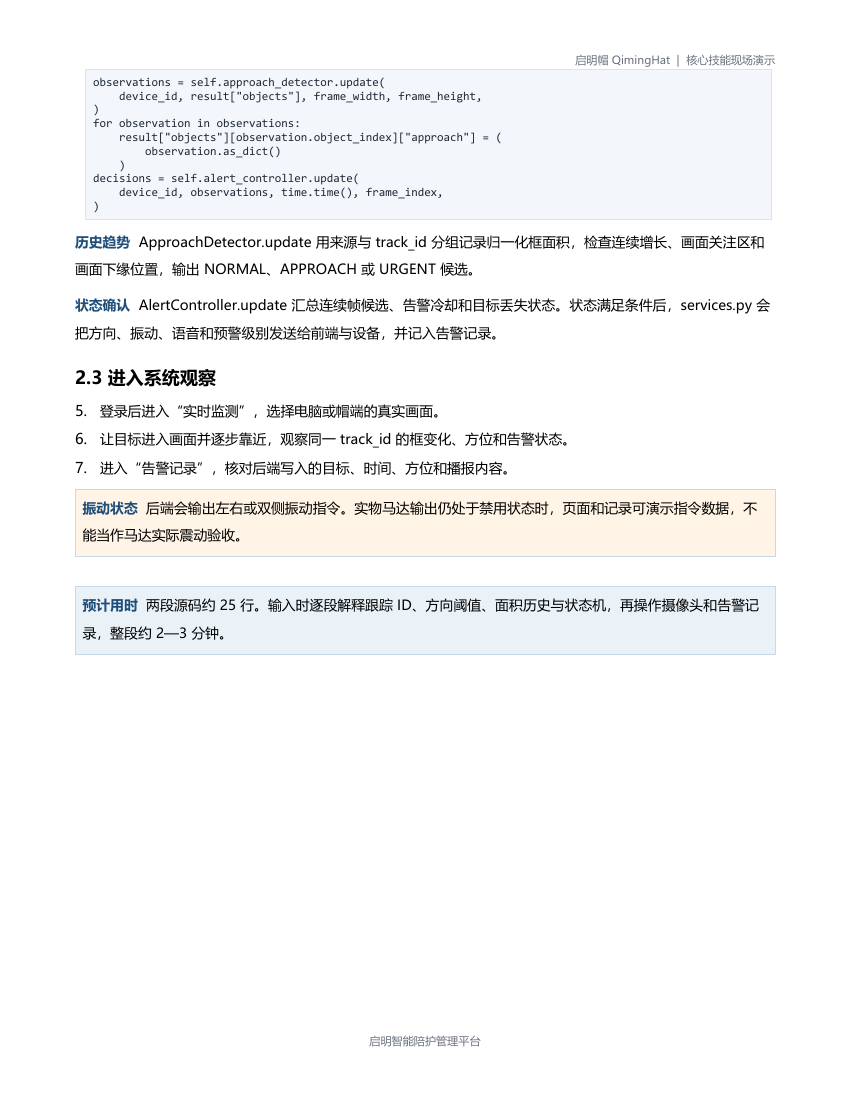 启明帽 QimingHat | 核心技能现场演示
observations = self.approach_detector.update(
    device_id, result["objects"], frame_width, frame_height,
)
for observation in observations:
    result["objects"][observation.object_index]["approach"] = (
        observation.as_dict()
    )
decisions = self.alert_controller.update(
    device_id, observations, time.time(), frame_index,
)
历史趋势 ApproachDetector.update 用来源与 track_id 分组记录归一化框面积，检查连续增长、画面关注区和
画面下缘位置，输出 NORMAL、APPROACH 或 URGENT 候选。
状态确认 AlertController.update 汇总连续帧候选、告警冷却和目标丢失状态。状态满足条件后，services.py 会
把方向、振动、语音和预警级别发送给前端与设备，并记入告警记录。
2.3 进入系统观察
5. 登录后进入“实时监测”，选择电脑或帽端的真实画面。
6. 让目标进入画面并逐步靠近，观察同一 track_id 的框变化、方位和告警状态。
7. 进入“告警记录”，核对后端写入的目标、时间、方位和播报内容。
振动状态 后端会输出左右或双侧振动指令。实物马达输出仍处于禁用状态时，页面和记录可演示指令数据，不
能当作马达实际震动验收。
预计用时 两段源码约 25 行。输入时逐段解释跟踪 ID、方向阈值、面积历史与状态机，再操作摄像头和告警记
录，整段约 2—3 分钟。
启明智能陪护管理平台